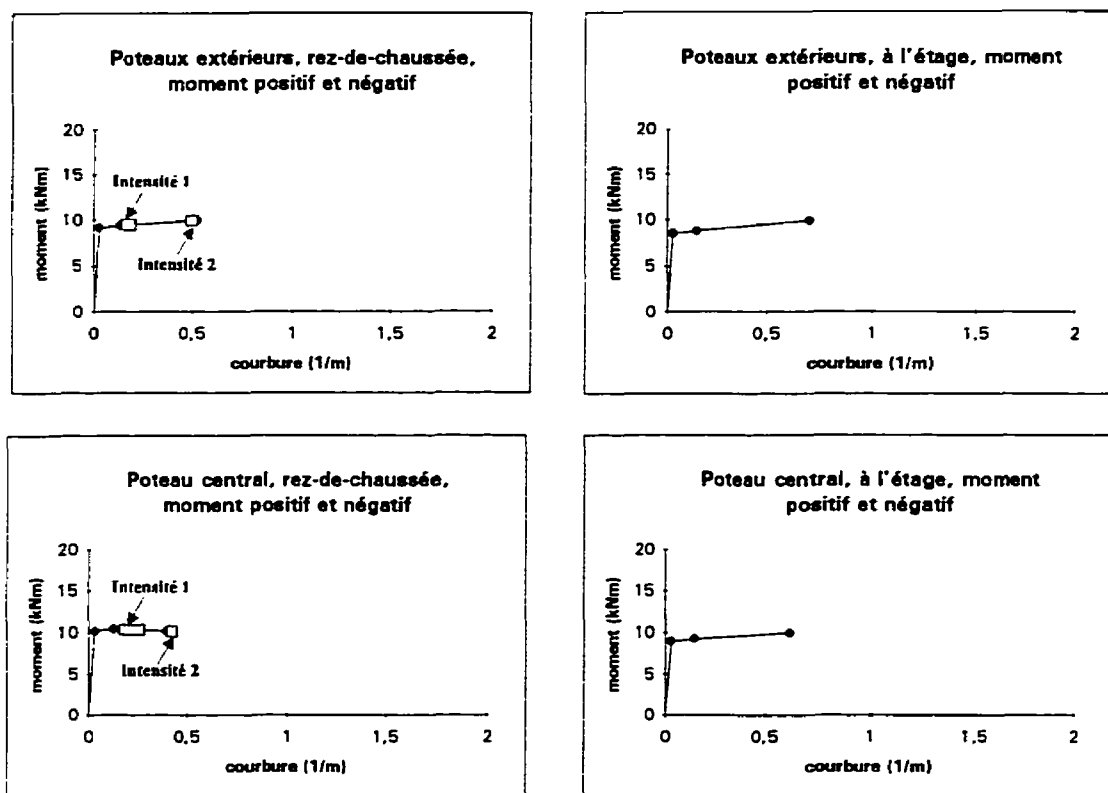 Poteaux extérieurs, rez-de-chaussée,
moment positif et négatif
moment (kNm)
20
15
10
5
0
Intensité 1
Intensité 2
0
0,5
1
1,5
2
courbure (1/m)
Poteaux extérieurs, à l'étage, moment
positif et négatif
moment (kNm)
20
15
10
5
0
0
0,5
1
1,5
2
courbure (1/m)
Poteau central, rez-de-chaussée,
moment positif et négatif
moment (kNm)
20
15
10
5
0
Intensité 1
Intensité 2
0
0,5
1
1,5
2
courbure (1/m)
Poteau central, à l'étage, moment
positif et négatif
moment (kNm)
20
15
10
5
0
0
0,5
1
1,5
2
courbure (1/m)